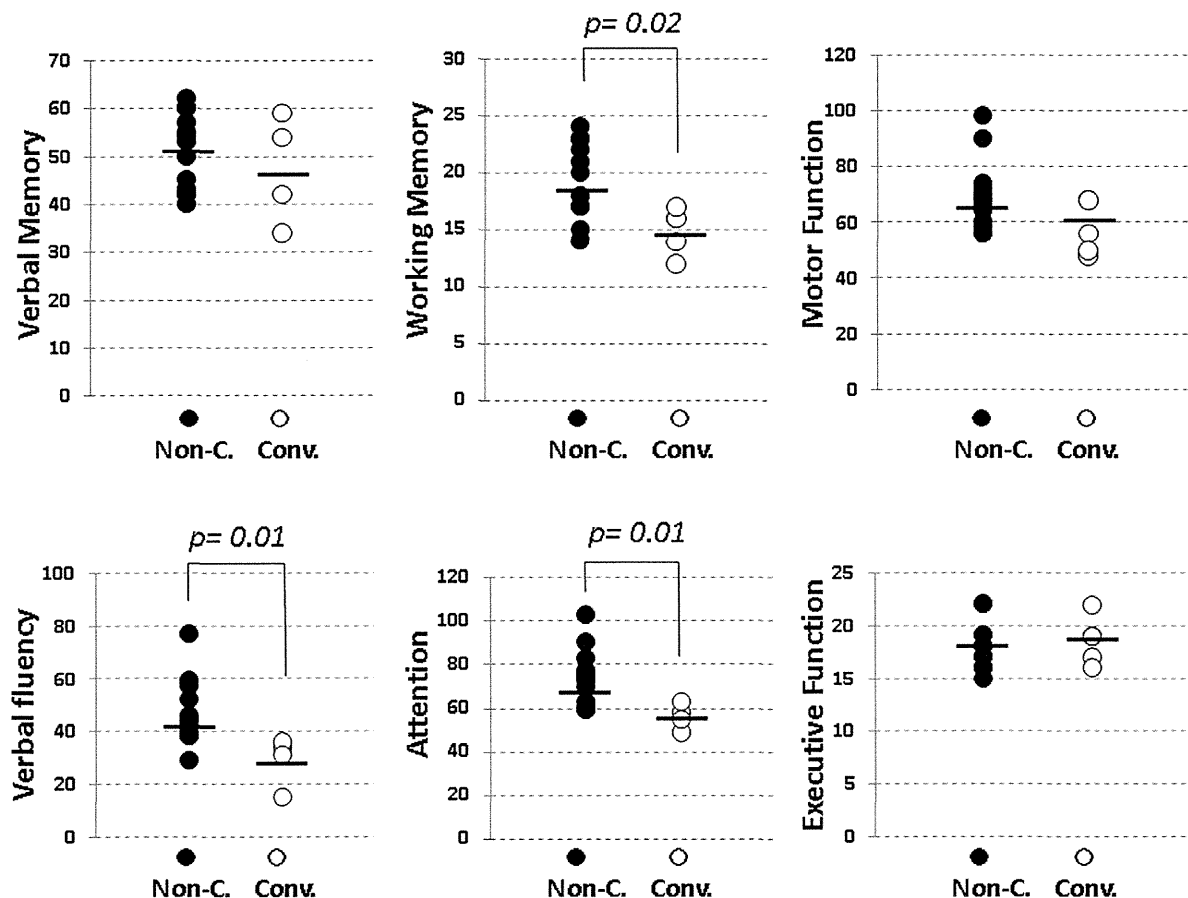 p= 0.02
Verbal Memory
70
60
50
40
30
20
10
0
Non-C. Conv.
Working Memory
30
25
20
15
10
5
0
Non-C. Conv.
Motor Function
120
100
80
60
40
20
0
Non-C. Conv.
p= 0.01
Verbal fluency
100
80
60
40
20
0
Non-C. Conv.
p= 0.01
Attention
120
100
80
60
40
20
0
Non-C. Conv.
Executive Function
25
20
15
10
5
0
Non-C. Conv.